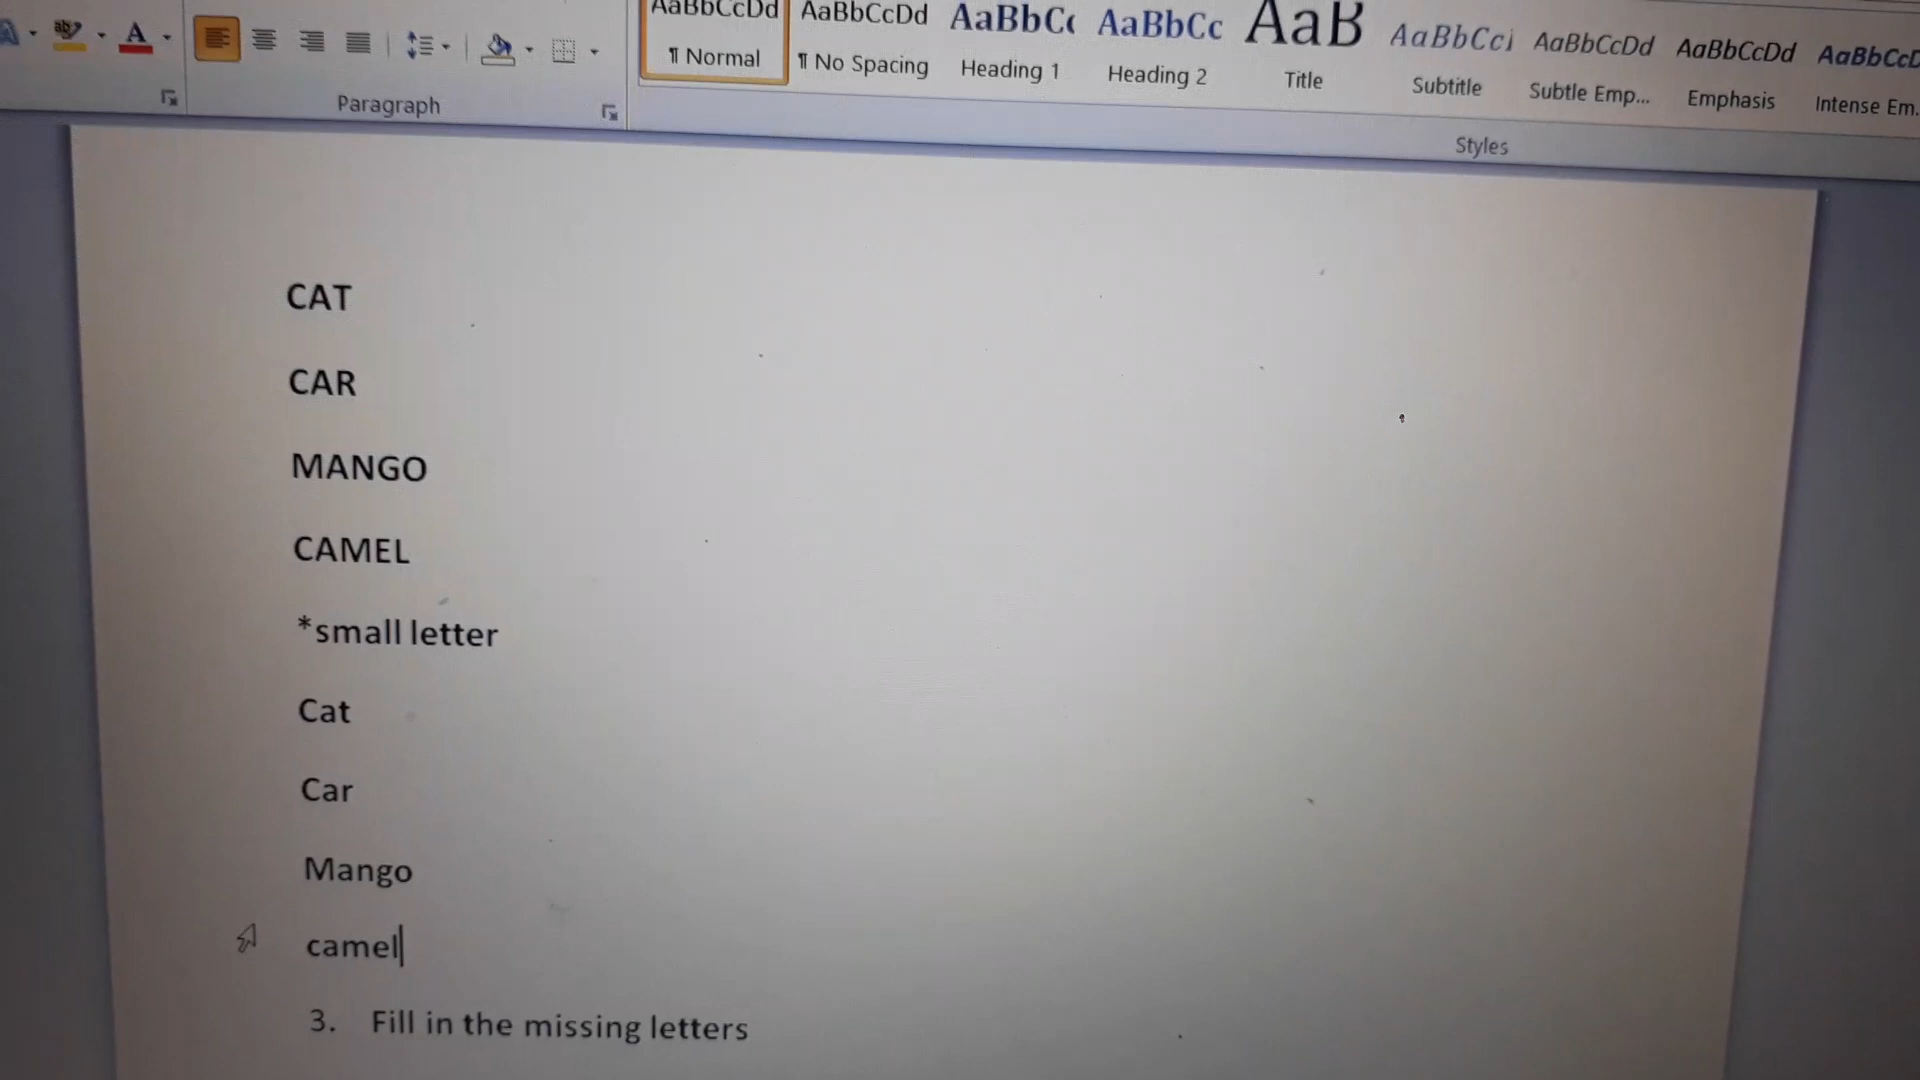 AaBbCcDd AaBbCcDd AaBbC AaBbCc AaB AaBbCcI AaBbCcDd AaBbCcDd AaBbCcD
¶ Normal ¶ No Spacing Heading 1 Heading 2 Title Subtitle Subtle Emp... Emphasis Intense Em.
Paragraph
Styles
CAT
CAR
MANGO
CAMEL
*small letter
Cat
Car
Mango
camel
3. Fill in the missing letters